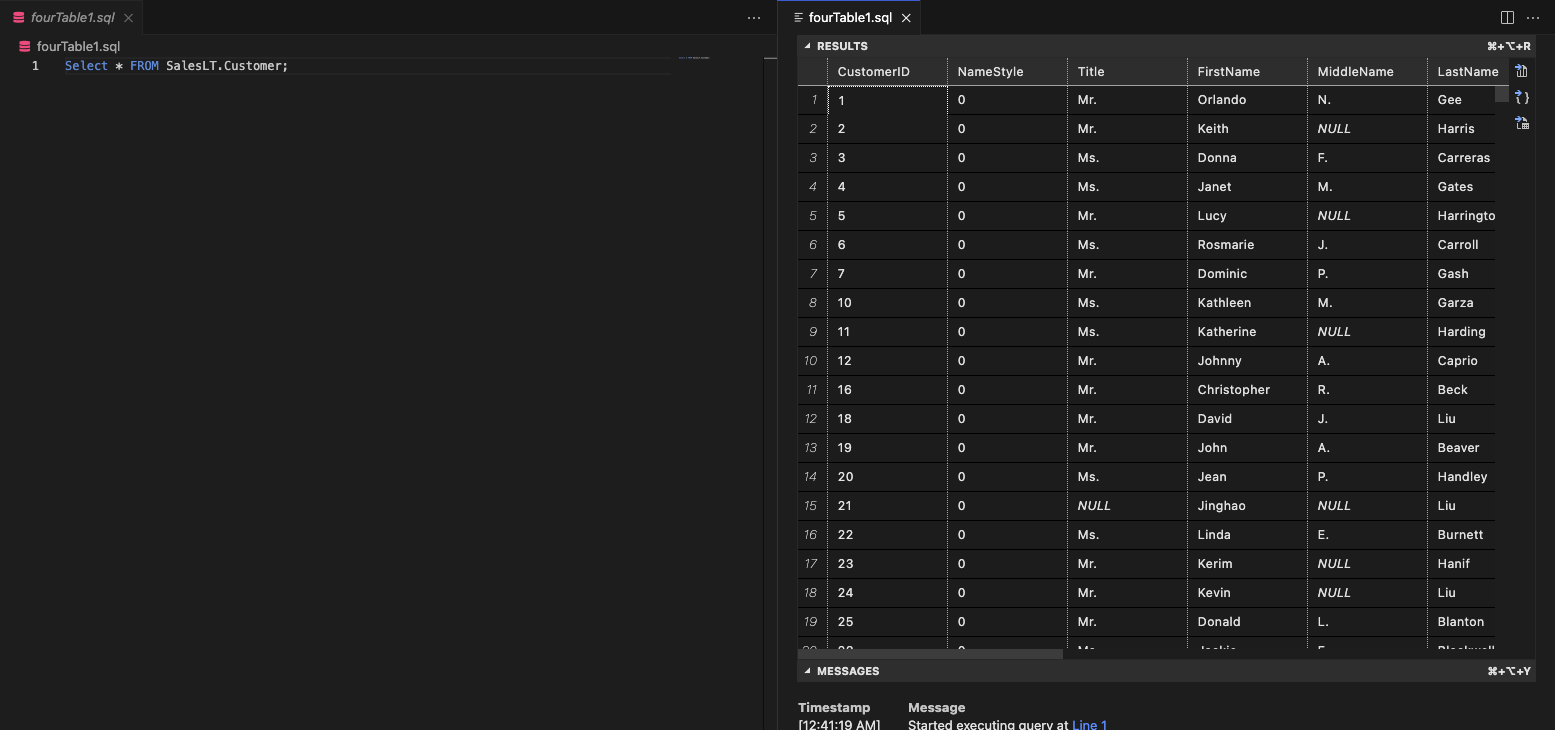 fourTable1.sql
fourTable1.sql
1 Select * FROM SalesLT.Customer;
fourTable1.sql
RESULTS ⌘+⌥+R
CustomerID NameStyle Title FirstName MiddleName LastName
1 1 0 Mr. Orlando N. Gee
2 2 0 Mr. Keith NULL Harris
3 3 0 Ms. Donna F. Carreras
4 4 0 Ms. Janet M. Gates
5 5 0 Mr. Lucy NULL Harringto
6 6 0 Ms. Rosmarie J. Carroll
7 7 0 Mr. Dominic P. Gash
8 10 0 Ms. Kathleen M. Garza
9 11 0 Ms. Katherine NULL Harding
10 12 0 Mr. Johnny A. Caprio
11 16 0 Mr. Christopher R. Beck
12 18 0 Mr. David J. Liu
13 19 0 Mr. John A. Beaver
14 20 0 Ms. Jean P. Handley
15 21 0 NULL Jinghao NULL Liu
16 22 0 Ms. Linda E. Burnett
17 23 0 Mr. Kerim NULL Hanif
18 24 0 Mr. Kevin NULL Liu
19 25 0 Mr. Donald L. Blanton
MESSAGES ⌘+⌥+Y
Timestamp Message
[12:41:19 AM] Started executing query at Line 1